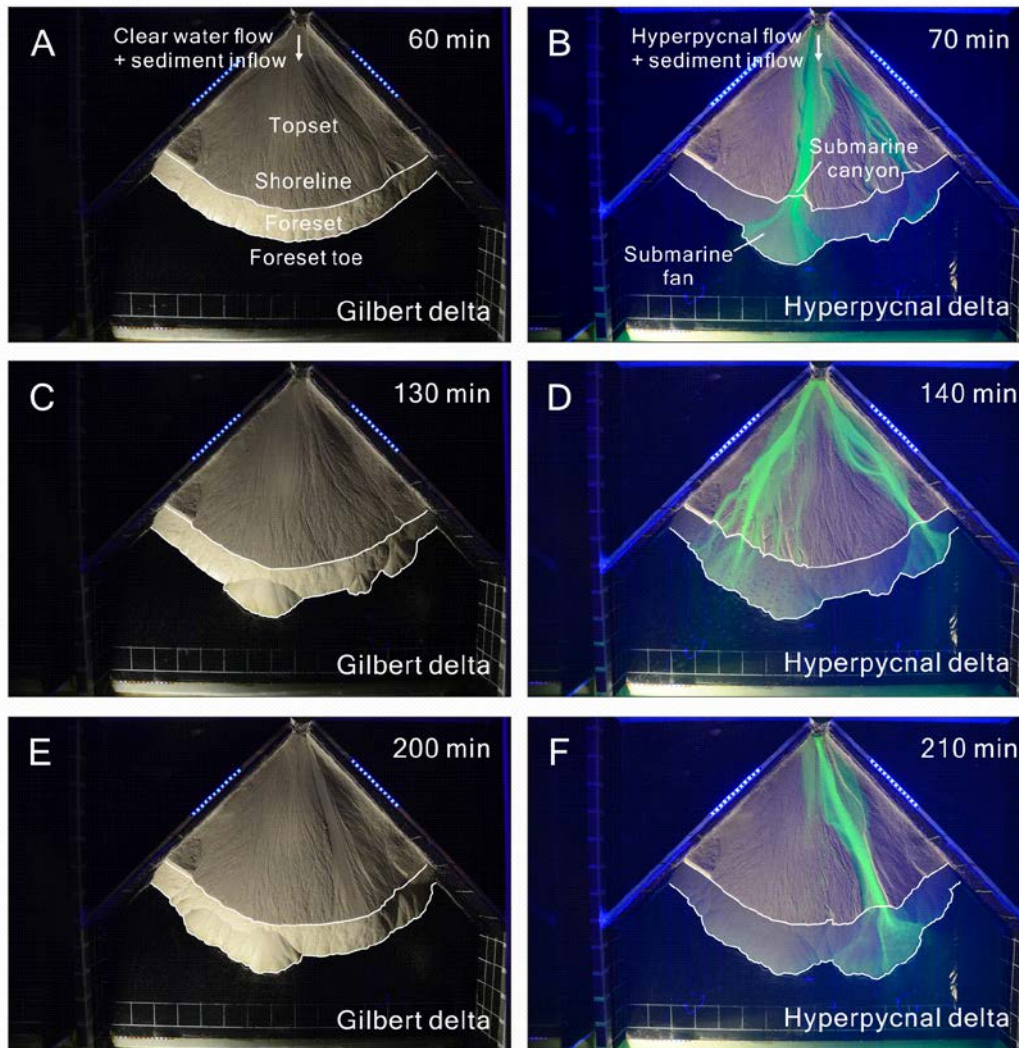 A
Clear water flow
+ sediment inflow
60 min
Topset
Shoreline
Foreset
Foreset toe
Gilbert delta
B
Hyperpycnal flow
+ sediment inflow
70 min
Submarine
canyon
Submarine
fan
Hyperpycnal delta
C
130 min
Gilbert delta
D
140 min
Hyperpycnal delta
E
200 min
Gilbert delta
F
210 min
Hyperpycnal delta